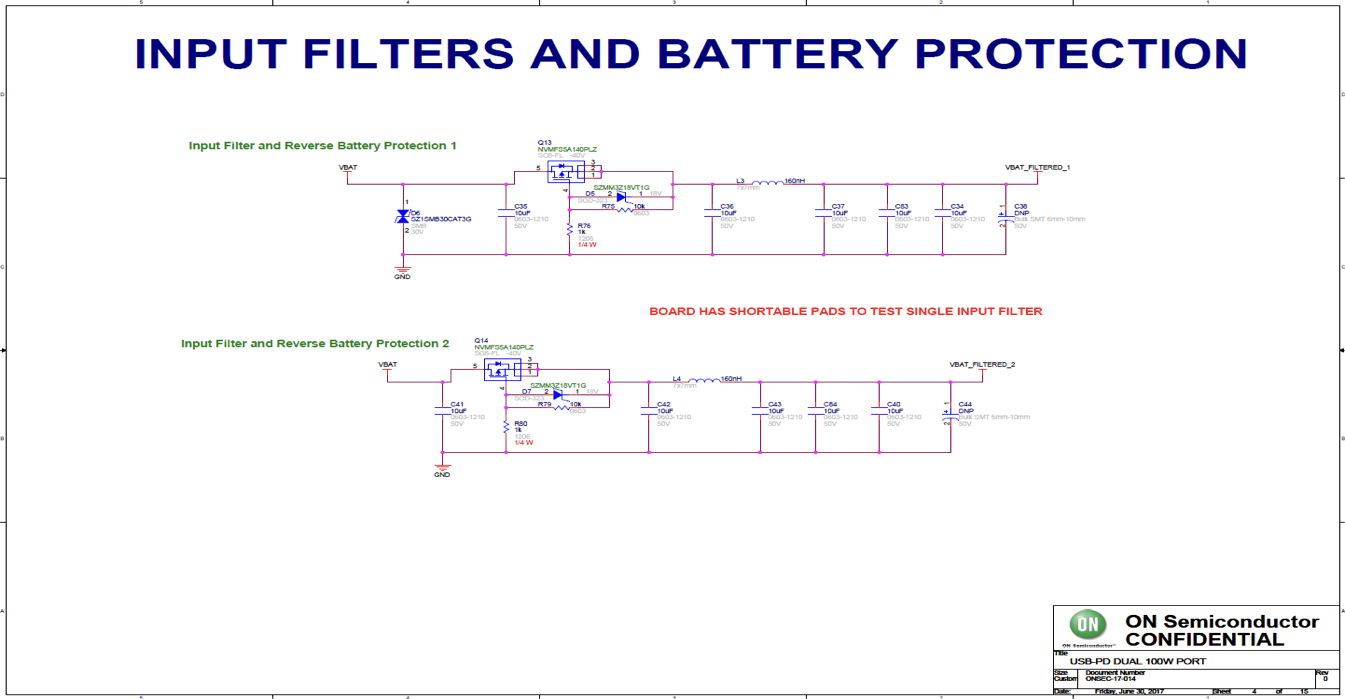 INPUT FILTERS AND BATTERY PROTECTION
Input Filter and Reverse Battery Protection 1
VBAT
Q13
NVMFS5A140PLZ
SO8-FL -40V
5
3
2
1
4
SZMM3Z18VT1G
D5 2 1 18V
SOD-323
R75 10k
0603
R76
1k
1206
1/4 W
1
D6
SZ1SMB30CAT3G
SMB
2 30V
GND
C35
10uF
0603-1210
50V
C36
10uF
0603-1210
50V
L3 160nH
7x7mm
C37
10uF
0603-1210
50V
C83
10uF
0603-1210
50V
C34
10uF
0603-1210
50V
VBAT_FILTERED_1
1
C38
DNP
Bulk SMT 6mm-10mm
2 50V
BOARD HAS SHORTABLE PADS TO TEST SINGLE INPUT FILTER
Input Filter and Reverse Battery Protection 2
VBAT
Q14
NVMFS5A140PLZ
SO8-FL -40V
5
3
2
1
4
SZMM3Z18VT1G
D7 2 1 18V
SOD-323
R79 10k
0603
R80
1k
1206
1/4 W
C41
10uF
0603-1210
50V
GND
C42
10uF
0603-1210
50V
L4 160nH
7x7mm
C43
10uF
0603-1210
50V
C84
10uF
0603-1210
50V
C40
10uF
0603-1210
50V
VBAT_FILTERED_2
1
C44
DNP
Bulk SMT 6mm-10mm
2 50V
ON
ON Semiconductor
ON Semiconductor
CONFIDENTIAL
Title
USB-PD DUAL 100W PORT
Size Document Number Rev
Custom ONSEC-17-014 0
Date: Friday, June 30, 2017 Sheet 4 of 15